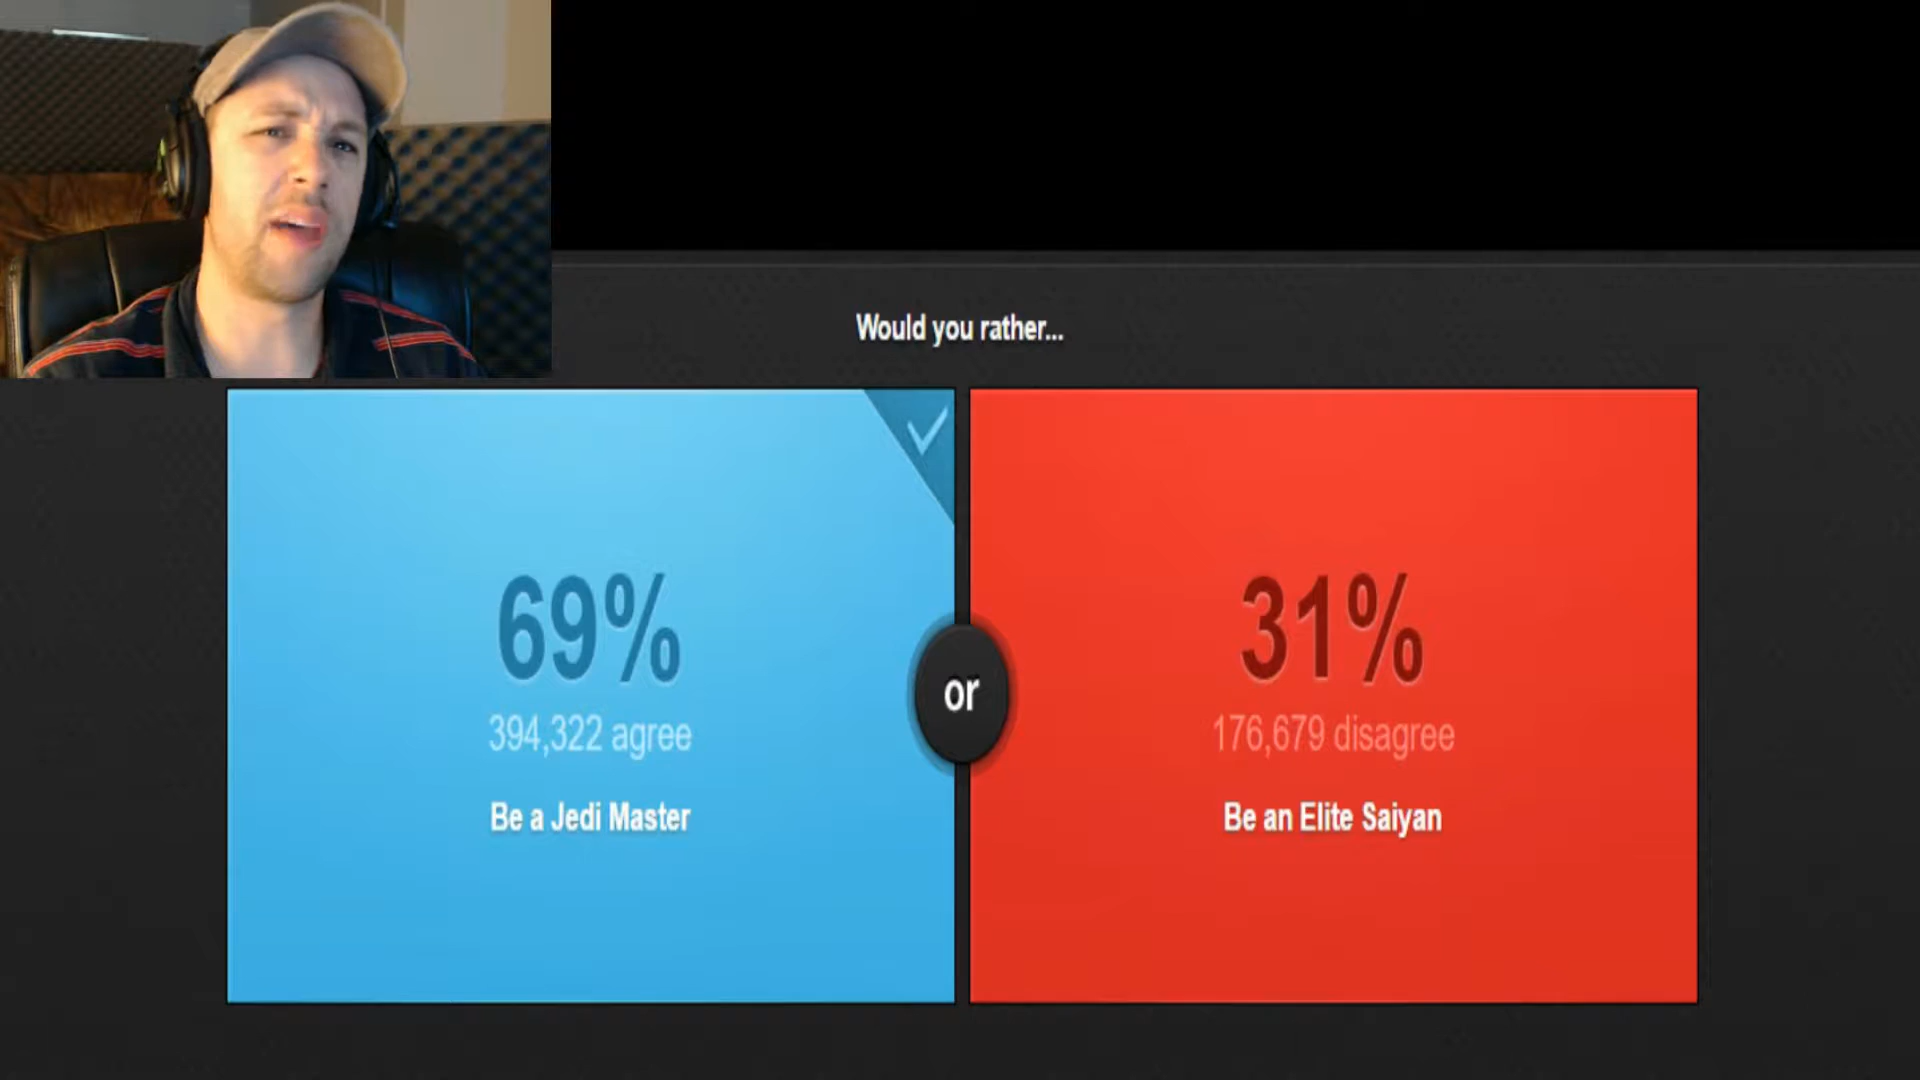 Would you rather...
69%
394,322 agree
Be a Jedi Master
or
31%
176,679 disagree
Be an Elite Saiyan